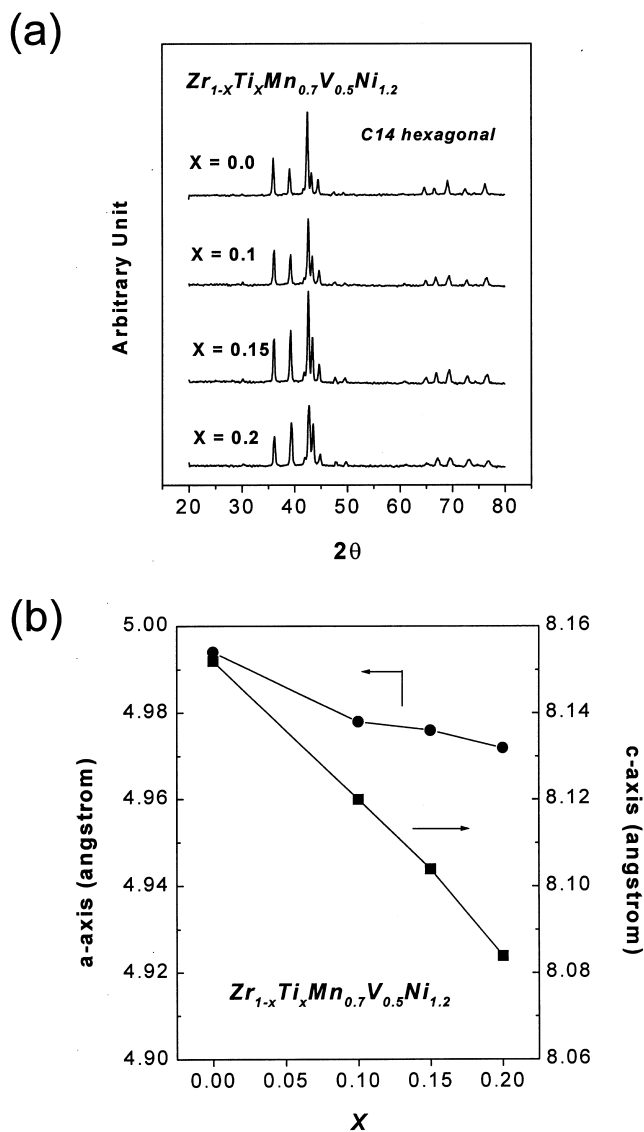 (a)
Zr1-XTiXMn0.7V0.5Ni1.2
C14 hexagonal
X = 0.0
X = 0.1
X = 0.15
X = 0.2
Arbitrary Unit
20 30 40 50 60 70 80
2θ
(b)
5.00
4.98
4.96
4.94
4.92
4.90
a-axis (angstrom)
8.16
8.14
8.12
8.10
8.08
8.06
c-axis (angstrom)
Zr1-xTixMn0.7V0.5Ni1.2
0.00 0.05 0.10 0.15 0.20
X